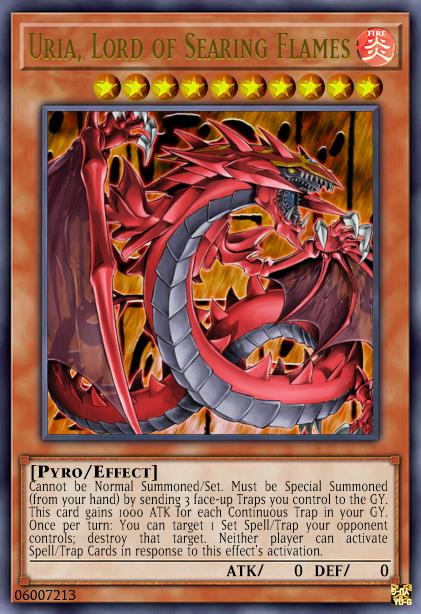 URIA, LORD OF SEARING FLAMES
FIRE
炎
[PYRO/EFFECT]
Cannot be Normal Summoned/Set. Must be Special Summoned
(from your hand) by sending 3 face-up Traps you control to the GY.
This card gains 1000 ATK for each Continuous Trap in your GY.
Once per turn: You can target 1 Set Spell/Trap your opponent
controls; destroy that target. Neither player can activate
Spell/Trap Cards in response to this effect's activation.
ATK/ 0 DEF/ 0
06007213